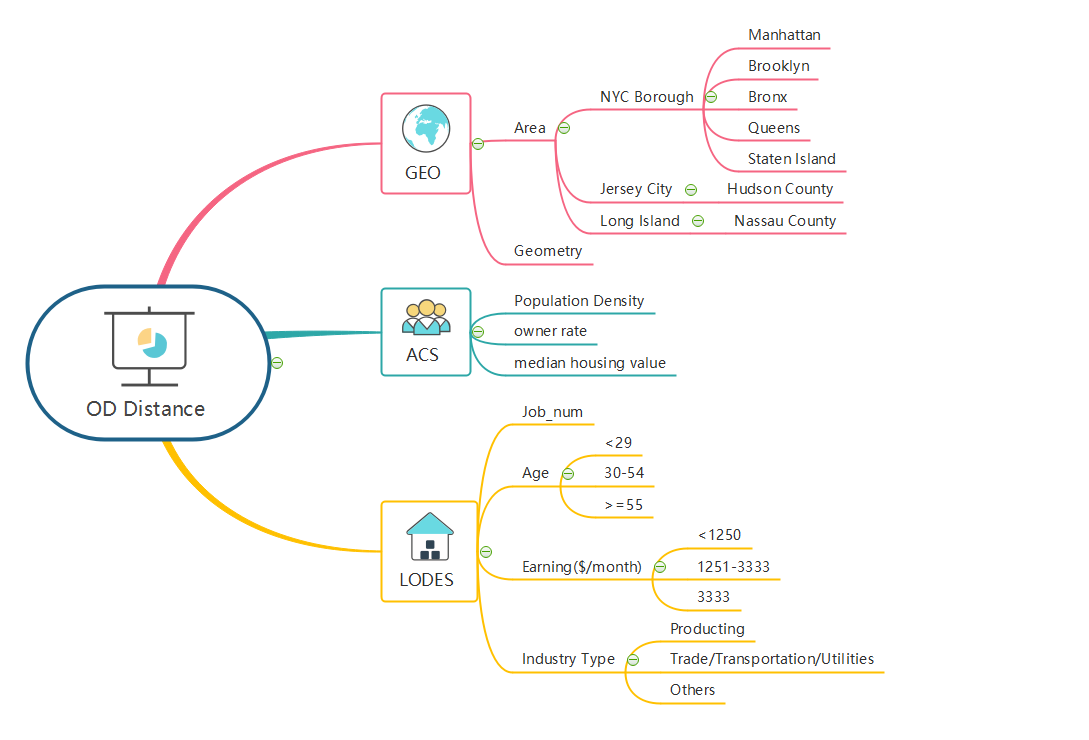 OD Distance
GEO
Area
NYC Borough
Manhattan
Brooklyn
Bronx
Queens
Staten Island
Jersey City
Hudson County
Long Island
Nassau County
Geometry
ACS
Population Density
owner rate
median housing value
LODES
Job_num
Age
<29
30-54
>=55
Earning($/month)
<1250
1251-3333
3333
Industry Type
Producting
Trade/Transportation/Utilities
Others